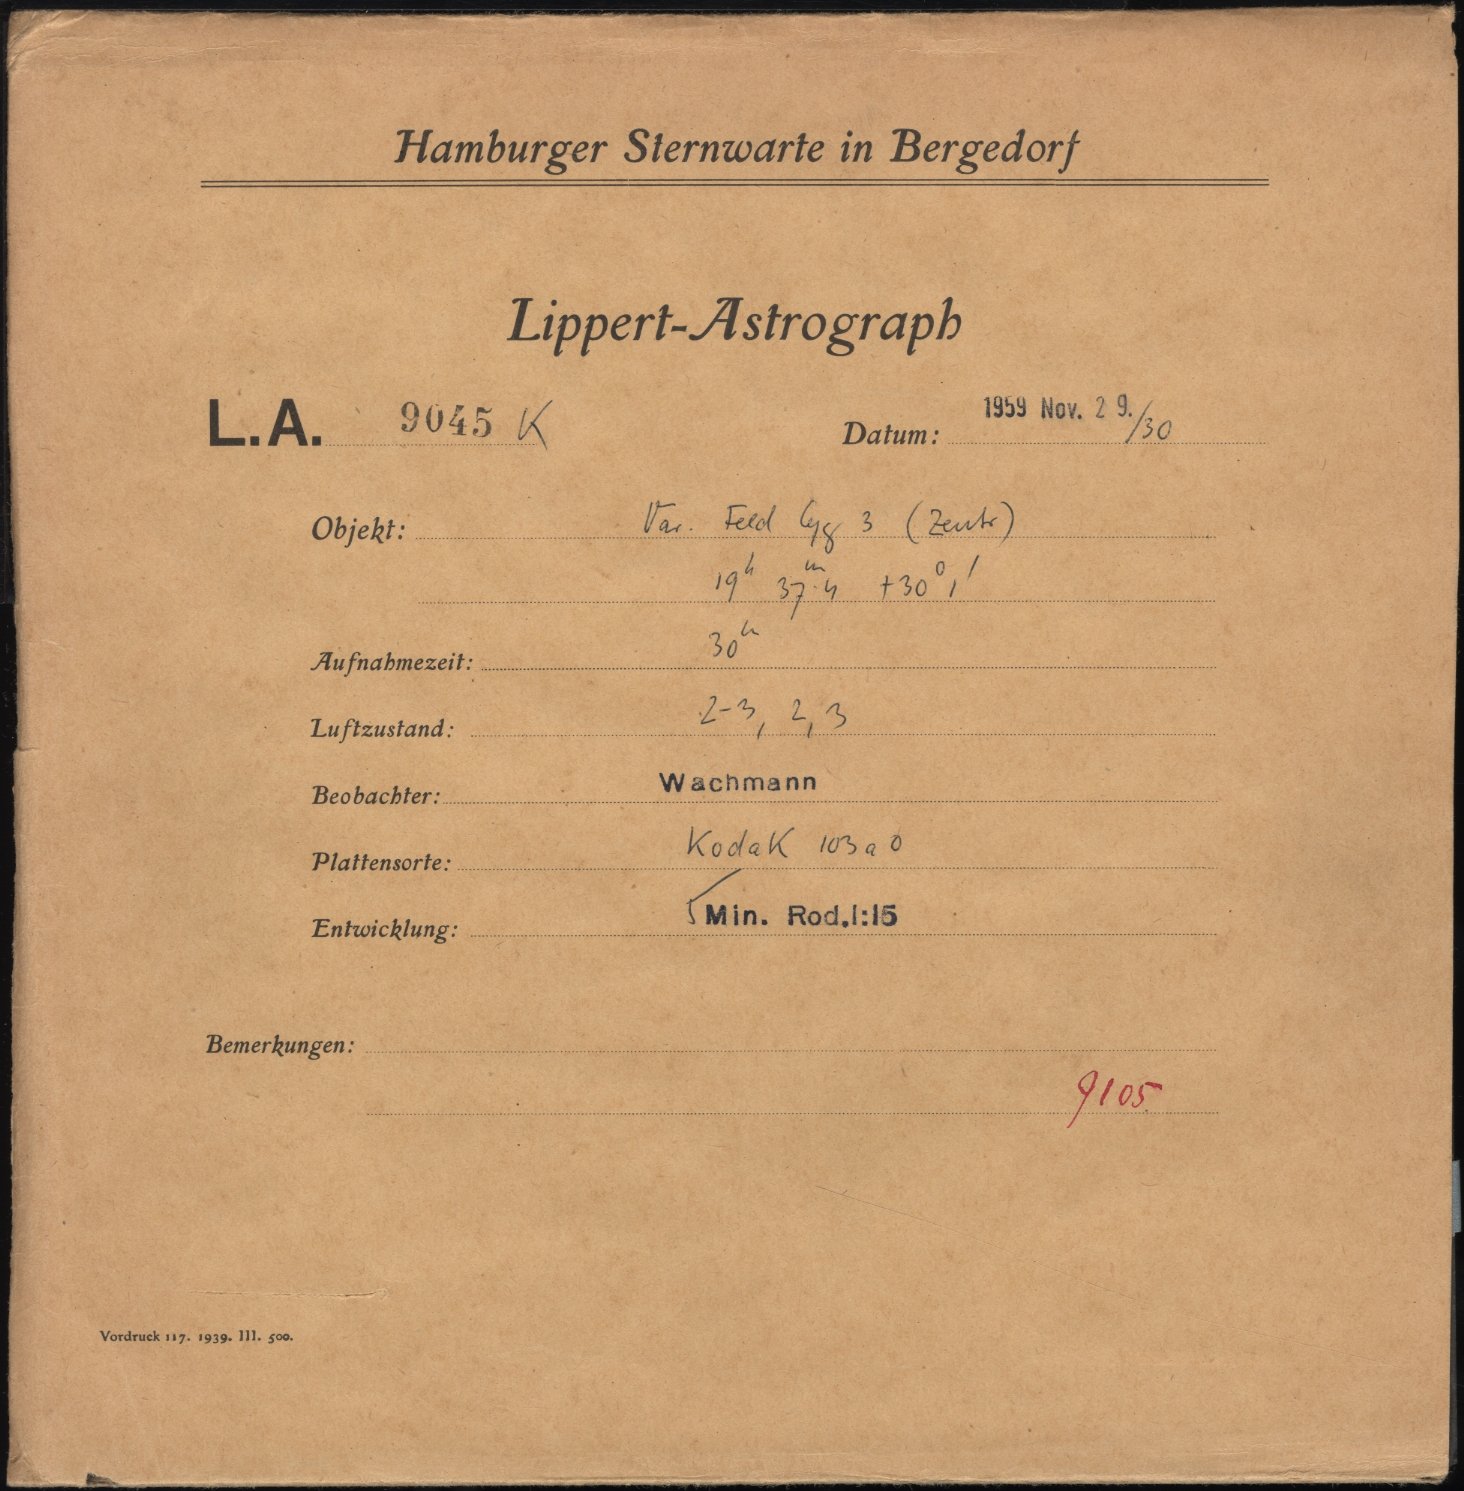 Hamburger Sternwarte in Bergedorf
Lippert-Astrograph
L.A. 9045 K Datum: 1959 Nov. 29./30
Objekt: Var. Feld Cyg 3 (Zentr)
19h 37m.4 +30° 1'
Aufnahmezeit: 30m
Luftzustand: 2-3, 2, 3
Beobachter: Wachmann
Plattensorte: Kodak 103a0
Entwicklung: Min. Rod. 1:15
Bemerkungen:
9105
Vordruck 117. 1939. III. 500.